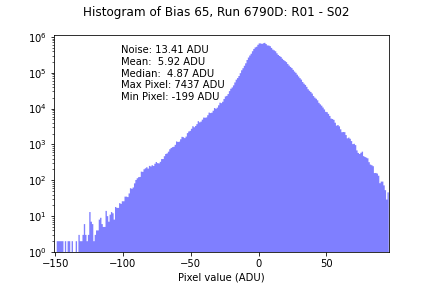 Histogram of Bias 65, Run 6790D: R01 - S02
Noise: 13.41 ADU
Mean:  5.92 ADU
Median:  4.87 ADU
Max Pixel: 7437 ADU
Min Pixel: -199 ADU
10⁶
10⁵
10⁴
10³
10²
10¹
10⁰
−150 −100 −50 0 50
Pixel value (ADU)